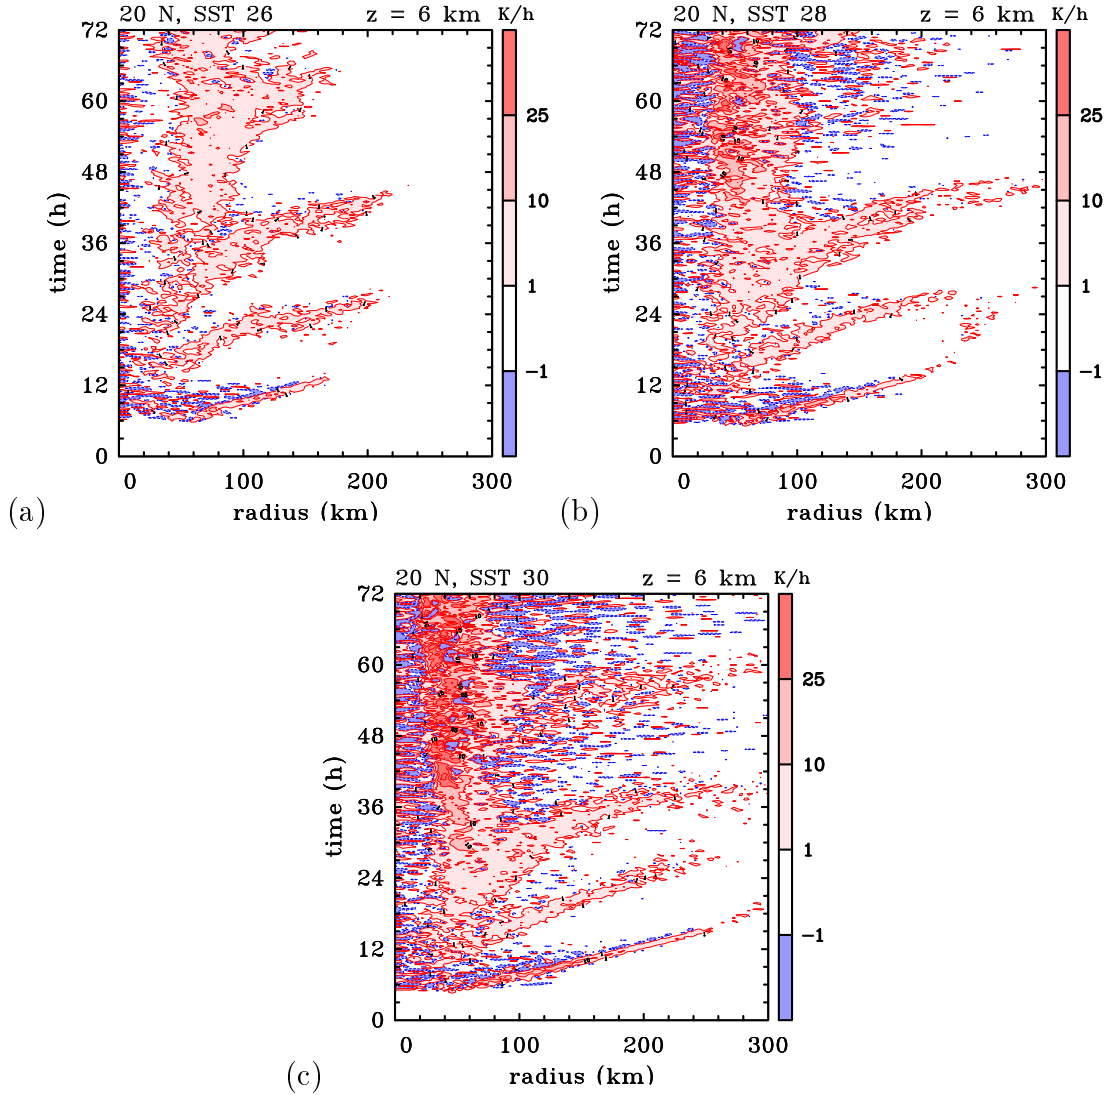 20 N, SST 26 z = 6 km K/h
72
60
48
36
24
12
0
time (h)
0 100 200 300
radius (km)
25
10
1
−1
(a)
20 N, SST 28 z = 6 km K/h
72
60
48
36
24
12
0
time (h)
0 100 200 300
radius (km)
25
10
1
−1
(b)
20 N, SST 30 z = 6 km K/h
72
60
48
36
24
12
0
time (h)
0 100 200 300
radius (km)
25
10
1
−1
(c)